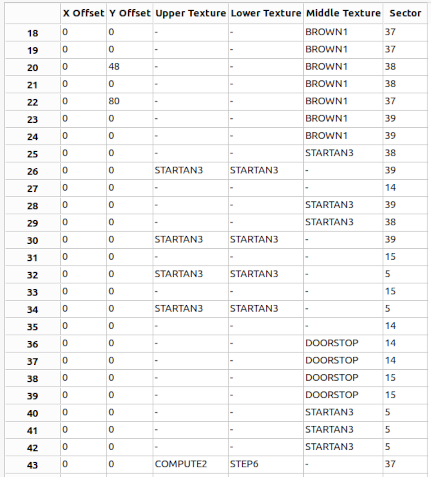 X Offset Y Offset Upper Texture Lower Texture Middle Texture Sector
18 0 0 - - BROWN1 37
19 0 0 - - BROWN1 37
20 0 48 - - BROWN1 38
21 0 0 - - BROWN1 38
22 0 80 - - BROWN1 37
23 0 0 - - BROWN1 39
24 0 0 - - BROWN1 39
25 0 0 - - STARTAN3 38
26 0 0 STARTAN3 STARTAN3 - 39
27 0 0 - - - 14
28 0 0 - - STARTAN3 39
29 0 0 - - STARTAN3 38
30 0 0 STARTAN3 STARTAN3 - 39
31 0 0 - - - 15
32 0 0 STARTAN3 STARTAN3 - 5
33 0 0 - - - 15
34 0 0 STARTAN3 STARTAN3 - 5
35 0 0 - - - 14
36 0 0 - - DOORSTOP 14
37 0 0 - - DOORSTOP 14
38 0 0 - - DOORSTOP 15
39 0 0 - - DOORSTOP 15
40 0 0 - - STARTAN3 5
41 0 0 - - STARTAN3 5
42 0 0 - - STARTAN3 5
43 0 0 COMPUTE2 STEP6 - 37